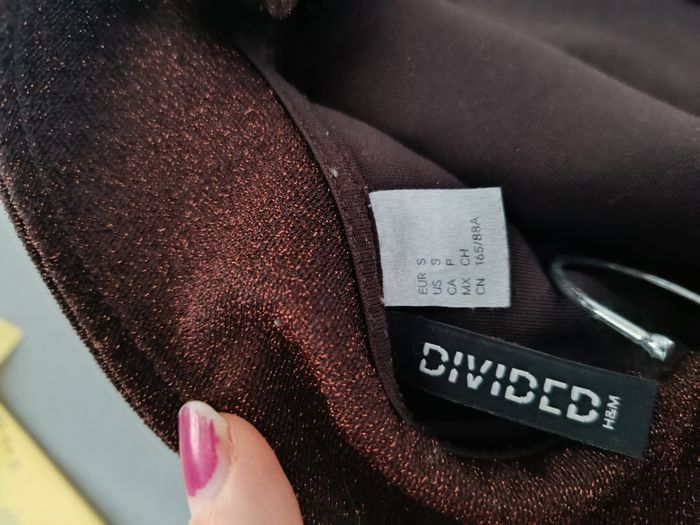 EUR S
US S
CA P
MX CH
CN 165/88A
DIVIDED
H&M